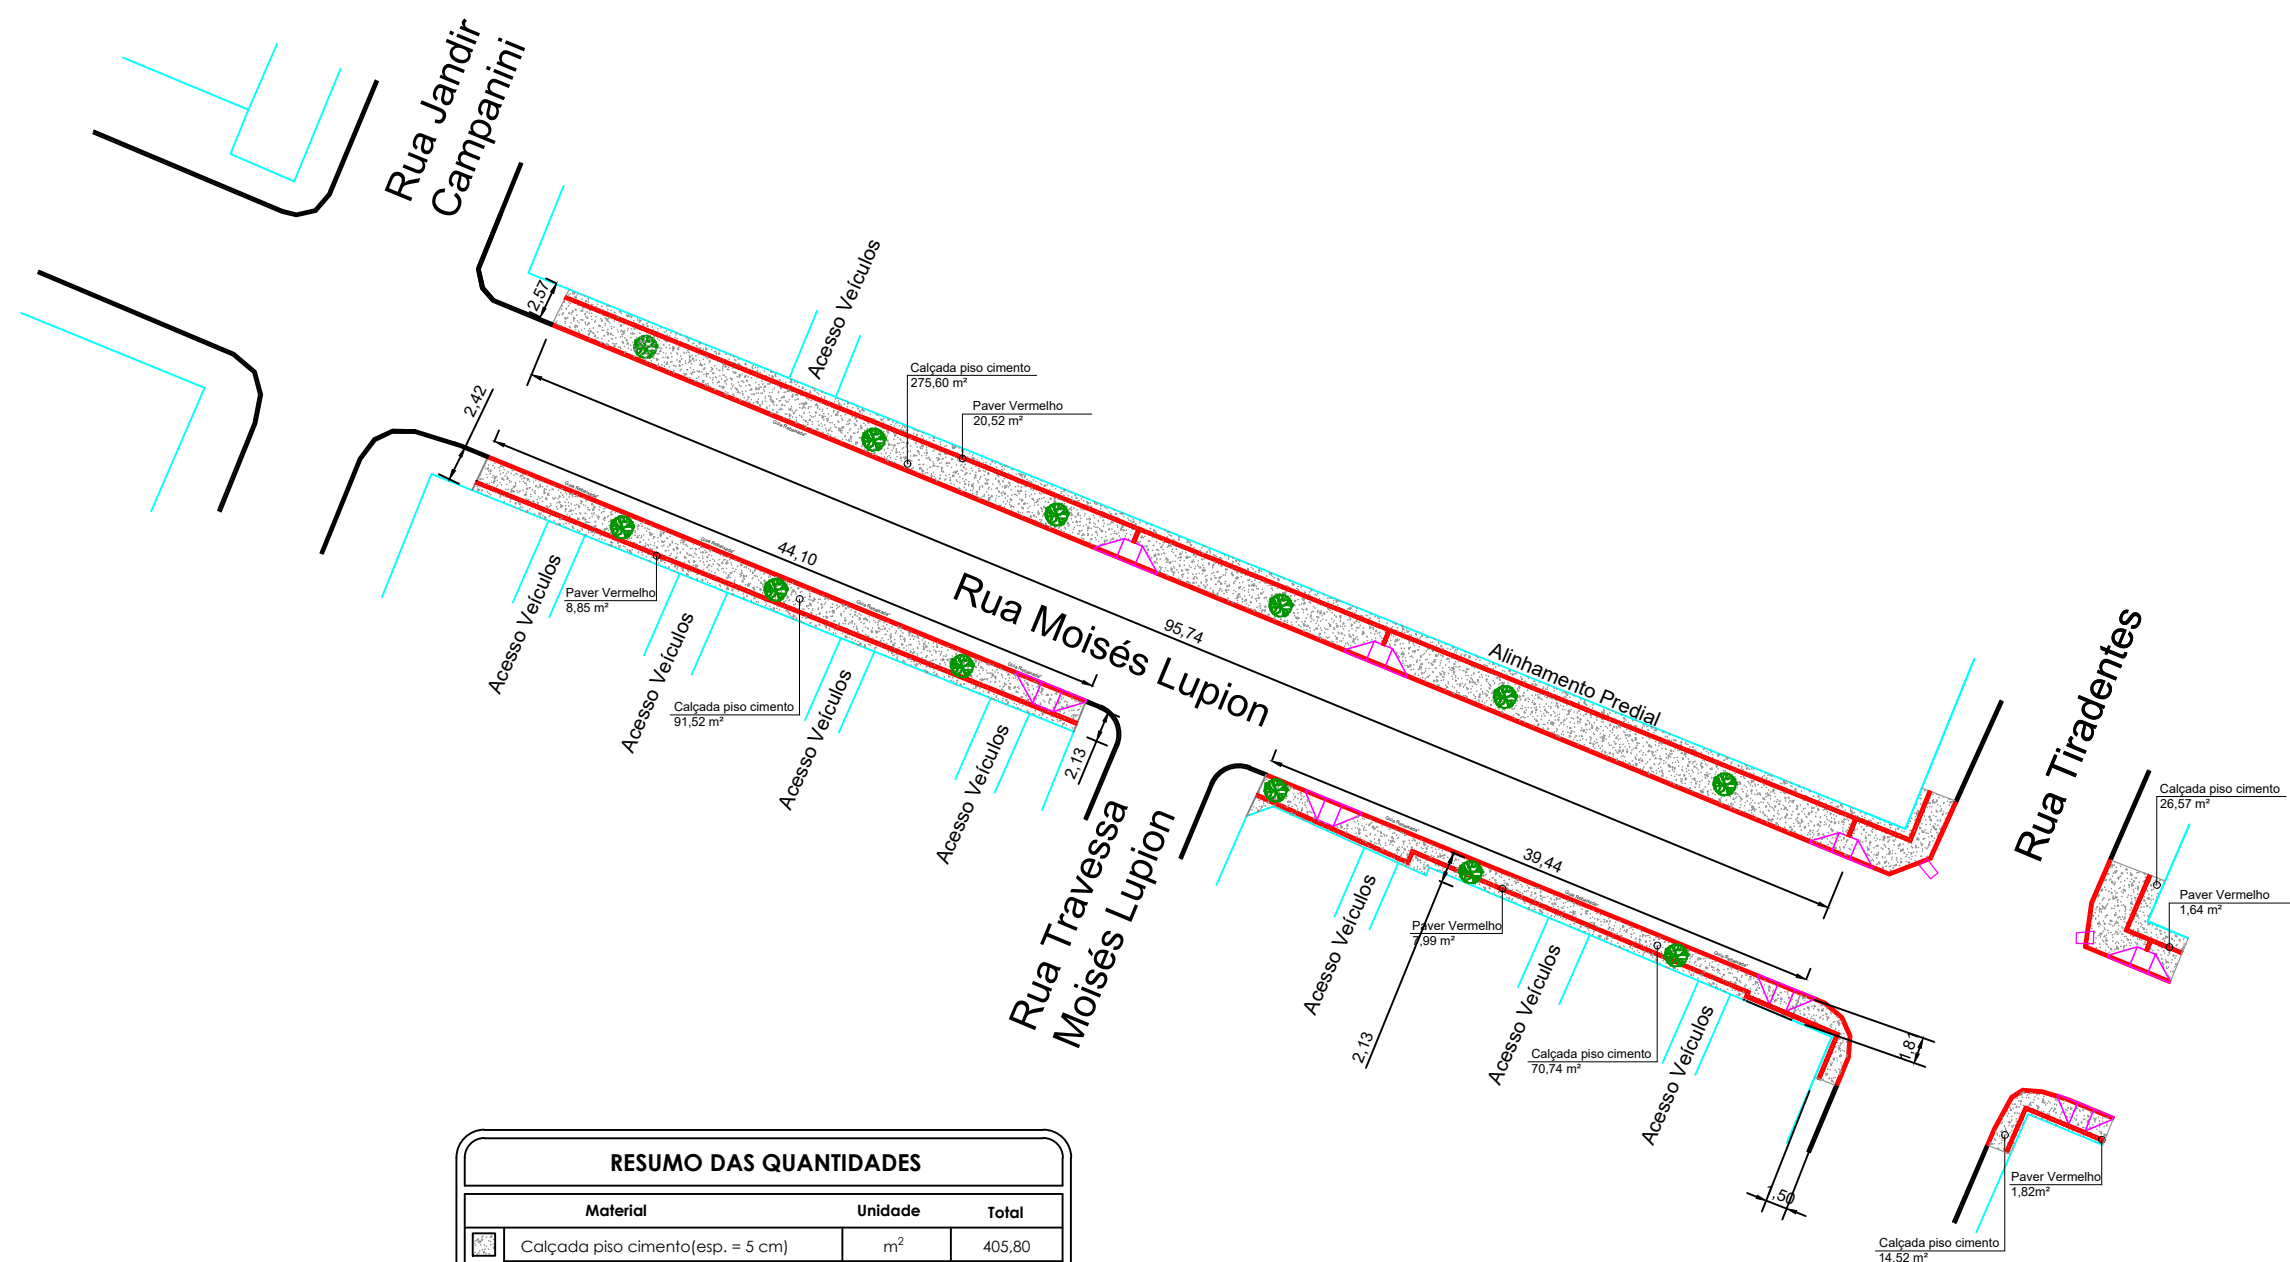 Rua Jandir
Campanini
2,57
Acesso Veículos
Calçada piso cimento
275,60 m²
Paver Vermelho
20,52 m²
2,42
44,10
95,74
Rua Moisés Lupion
Alinhamento Predial
Rua Tiradentes
Acesso Veículos
Paver Vermelho
8,85 m²
Acesso Veículos
Calçada piso cimento
91,52 m²
Acesso Veículos
Acesso Veículos
2,13
Rua Travessa
Moisés Lupion
39,44
Calçada piso cimento
26,57 m²
Paver Vermelho
1,64 m²
Acesso Veículos
Paver Vermelho
7,99 m²
2,13
Acesso Veículos
Calçada piso cimento
70,74 m²
Acesso Veículos
1,81
1,50
Paver Vermelho
1,82m²
Calçada piso cimento
14,52 m²
RESUMO DAS QUANTIDADES
Material Unidade Total
Calçada piso cimento(esp. = 5 cm) m² 405,80